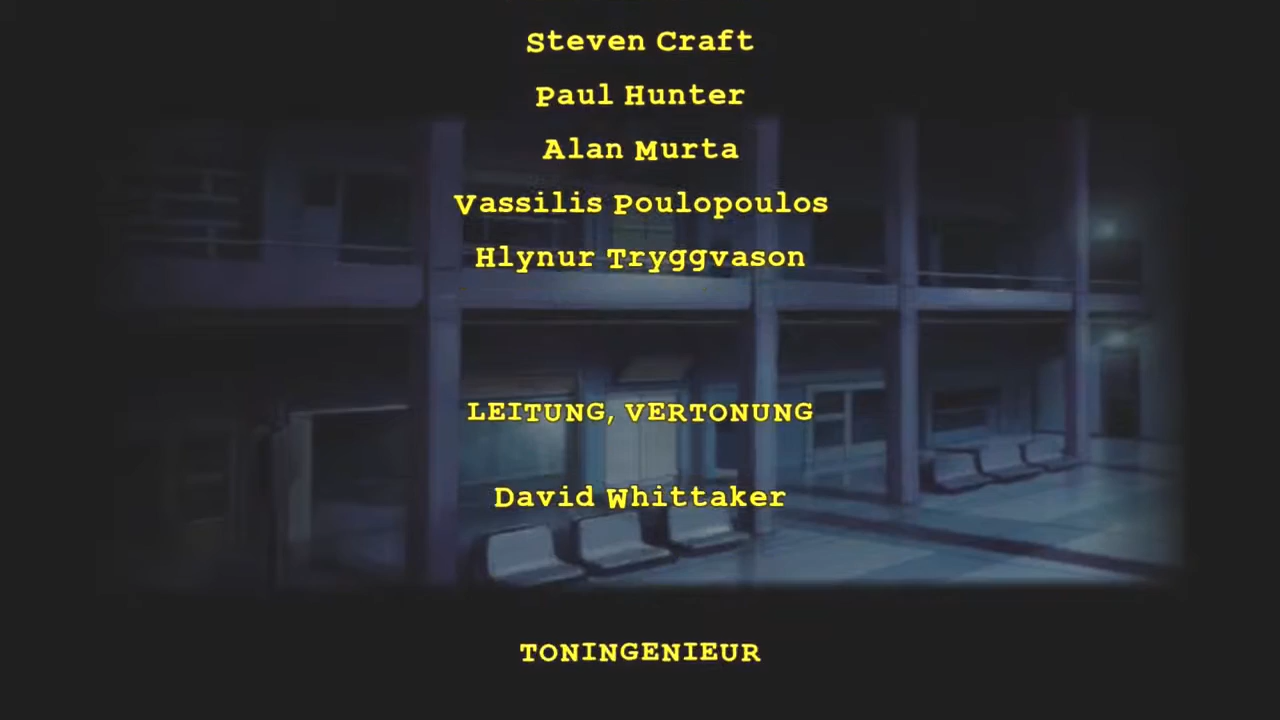 Steven Craft
Paul Hunter
Alan Murta
Vassilis Poulopoulos
Hlynur Tryggvason
LEITUNG, VERTONUNG
David Whittaker
TONINGENIEUR